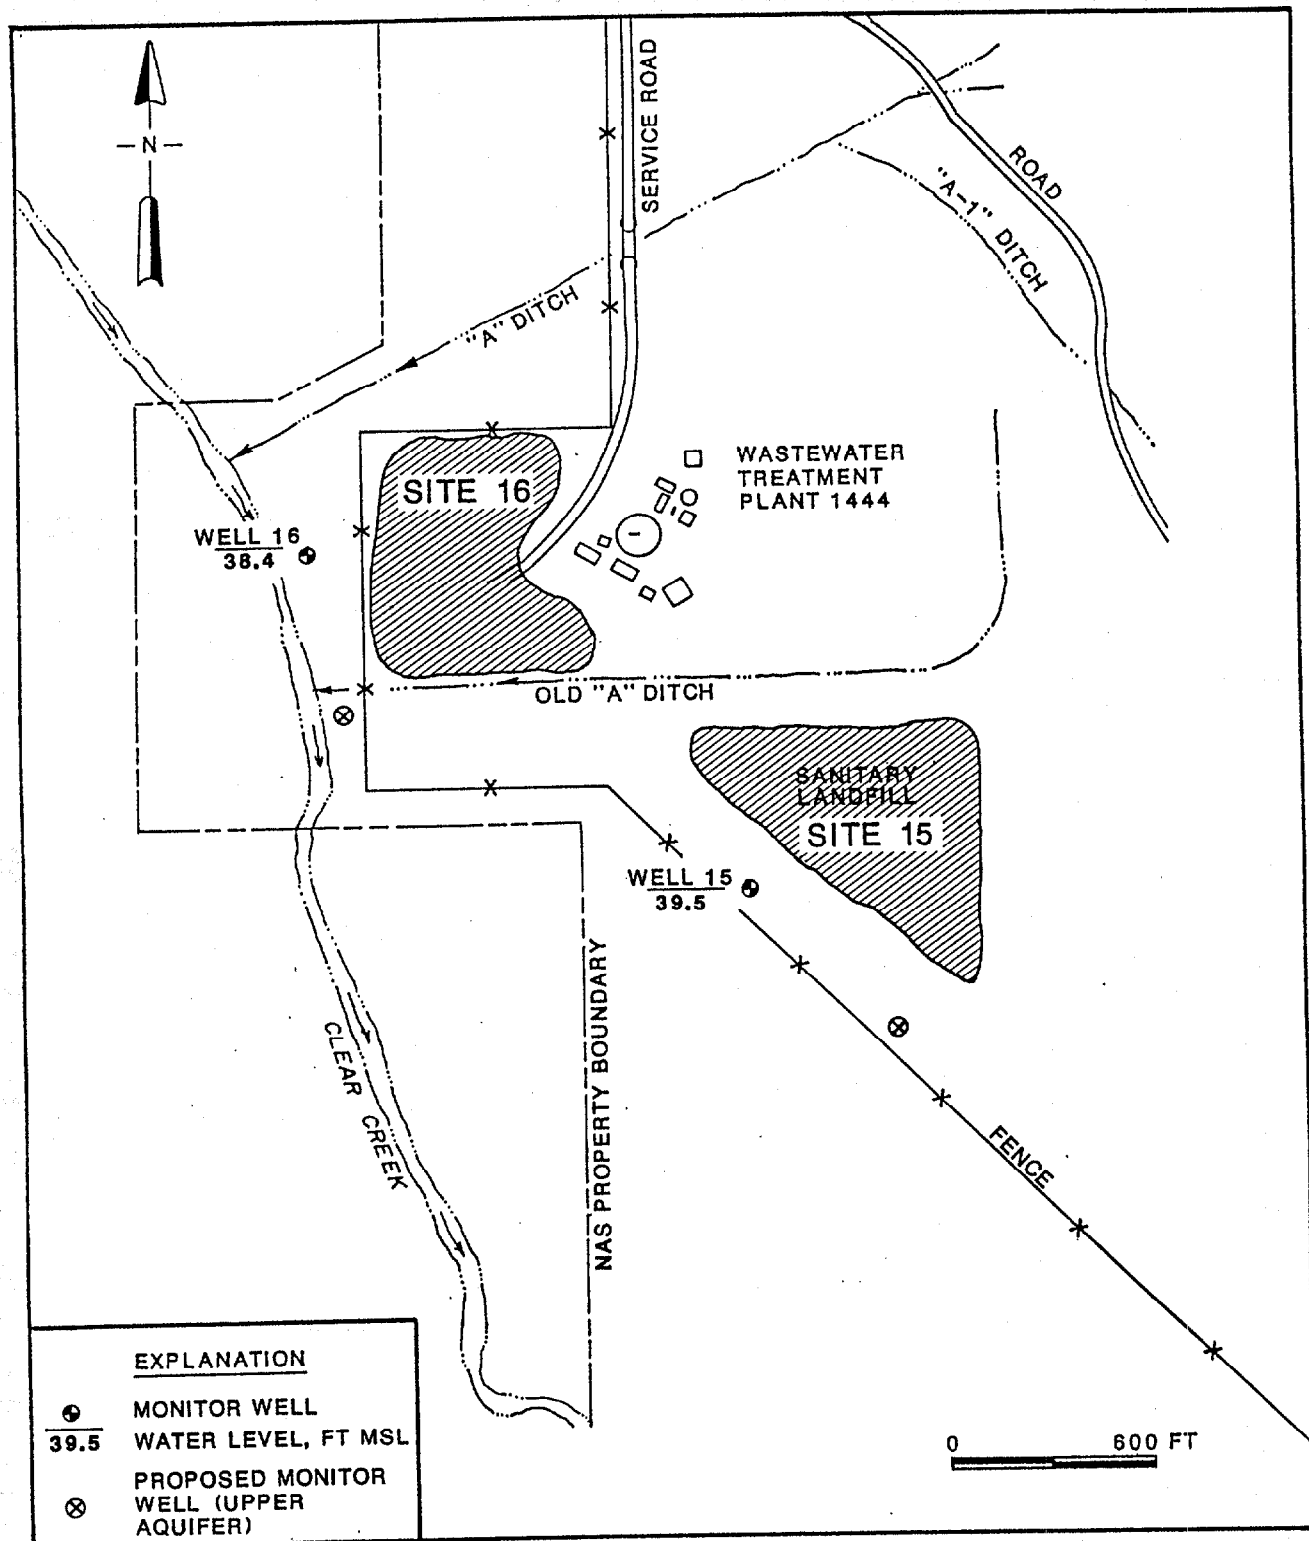 N
SERVICE ROAD
ROAD
"A-1" DITCH
"A" DITCH
SITE 16
WASTEWATER
TREATMENT
PLANT 1444
WELL 16
38.4
OLD "A" DITCH
SANITARY
LANDFILL
SITE 15
WELL 15
39.5
NAS PROPERTY BOUNDARY
CLEAR CREEK
FENCE
EXPLANATION
MONITOR WELL
39.5 WATER LEVEL, FT MSL
PROPOSED MONITOR
WELL (UPPER
AQUIFER)
0 600 FT